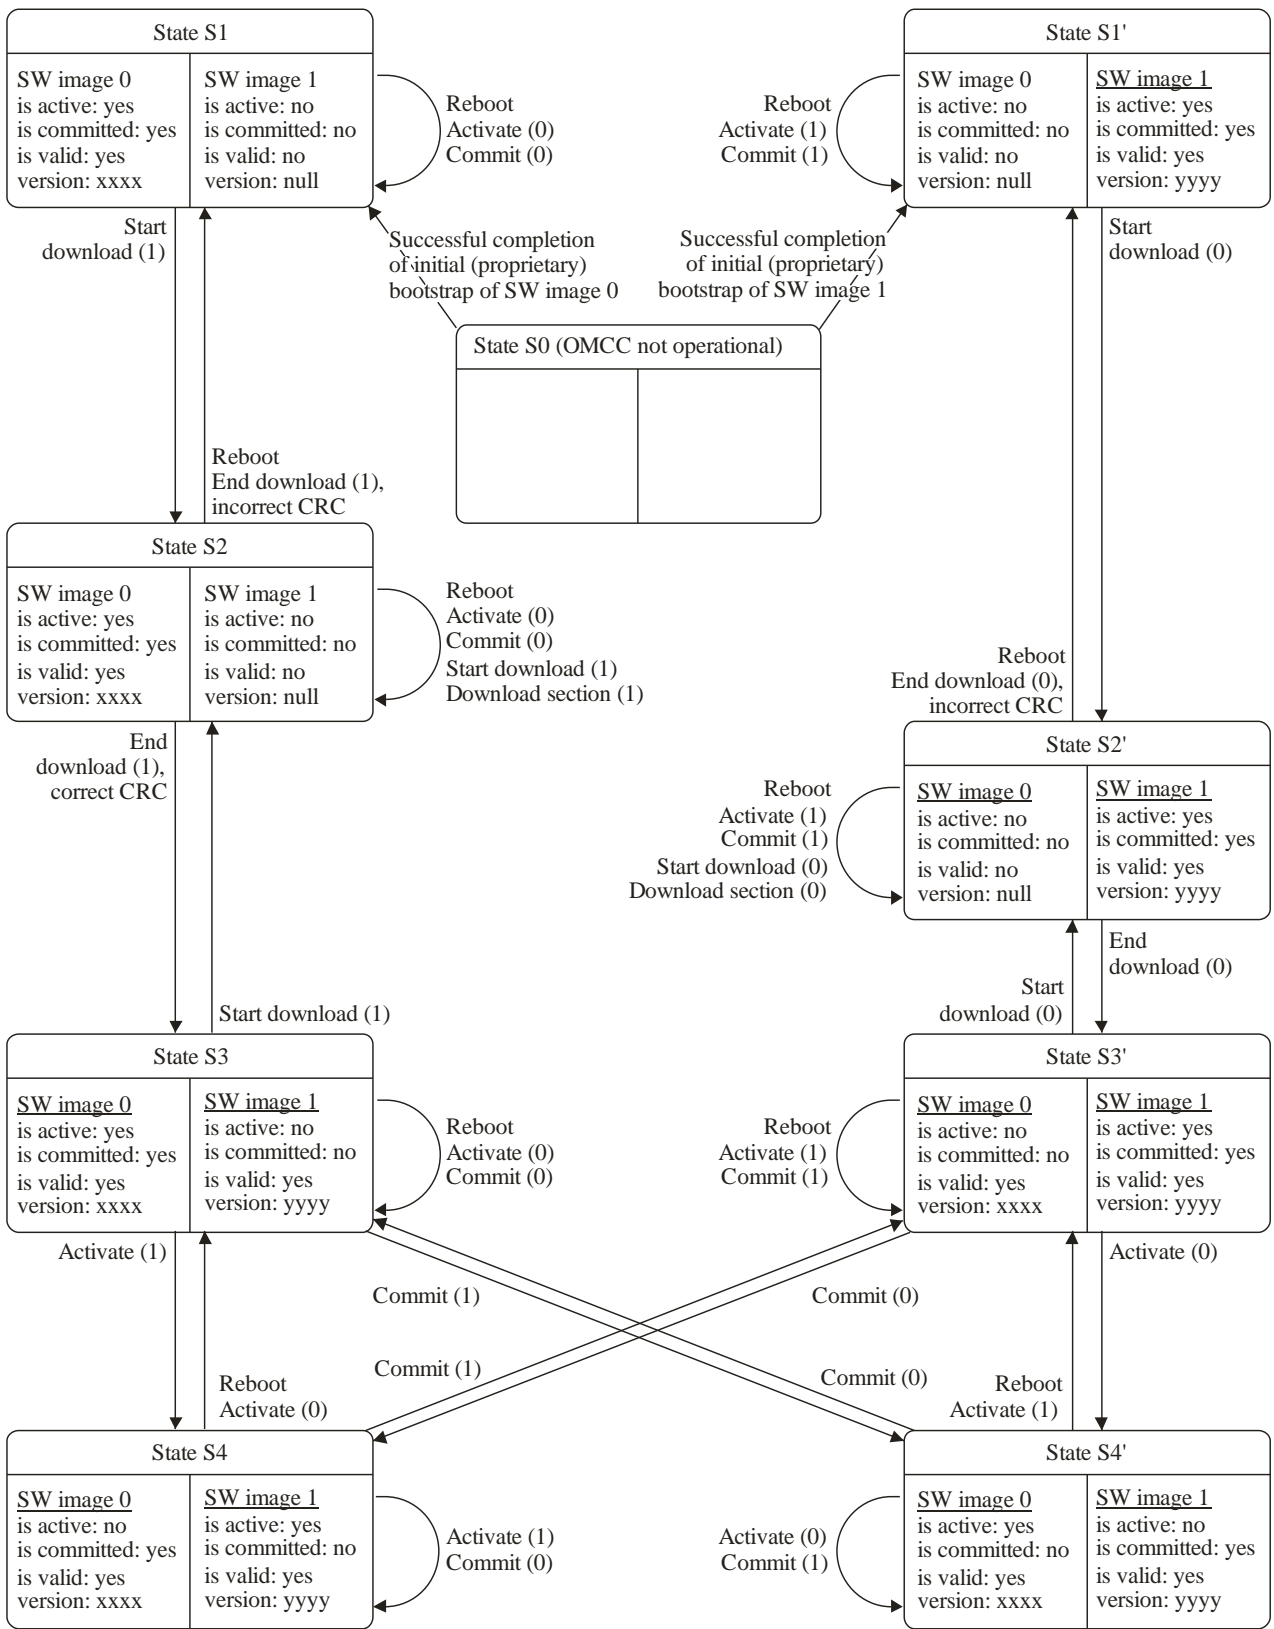 State S1
SW image 0
is active: yes
is committed: yes
is valid: yes
version: xxxx
SW image 1
is active: no
is committed: no
is valid: no
version: null
Reboot
Activate (0)
Commit (0)
State S1'
SW image 0
is active: no
is committed: no
is valid: no
version: null
SW image 1
is active: yes
is committed: yes
is valid: yes
version: yyyy
Reboot
Activate (1)
Commit (1)
Start
download (1)
Successful completion
of initial (proprietary)
bootstrap of SW image 0
Successful completion
of initial (proprietary)
bootstrap of SW image 1
Start
download (0)
State S0 (OMCC not operational)
Reboot
End download (1),
incorrect CRC
State S2
SW image 0
is active: yes
is committed: yes
is valid: yes
version: xxxx
SW image 1
is active: no
is committed: no
is valid: no
version: null
Reboot
Activate (0)
Commit (0)
Start download (1)
Download section (1)
Reboot
End download (0),
incorrect CRC
End
download (1),
correct CRC
State S2'
SW image 0
is active: no
is committed: no
is valid: no
version: null
SW image 1
is active: yes
is committed: yes
is valid: yes
version: yyyy
Reboot
Activate (1)
Commit (1)
Start download (0)
Download section (0)
End
download (0)
Start
download (0)
Start download (1)
State S3
SW image 0
is active: yes
is committed: yes
is valid: yes
version: xxxx
SW image 1
is active: no
is committed: no
is valid: yes
version: yyyy
Reboot
Activate (0)
Commit (0)
State S3'
SW image 0
is active: no
is committed: no
is valid: yes
version: xxxx
SW image 1
is active: yes
is committed: yes
is valid: yes
version: yyyy
Reboot
Activate (1)
Commit (1)
Activate (1)
Activate (0)
Commit (1)
Commit (0)
Commit (1)
Commit (0)
Reboot
Activate (0)
Reboot
Activate (1)
State S4
SW image 0
is active: no
is committed: yes
is valid: yes
version: xxxx
SW image 1
is active: yes
is committed: no
is valid: yes
version: yyyy
Activate (1)
Commit (0)
State S4'
SW image 0
is active: yes
is committed: no
is valid: yes
version: xxxx
SW image 1
is active: no
is committed: yes
is valid: yes
version: yyyy
Activate (0)
Commit (1)